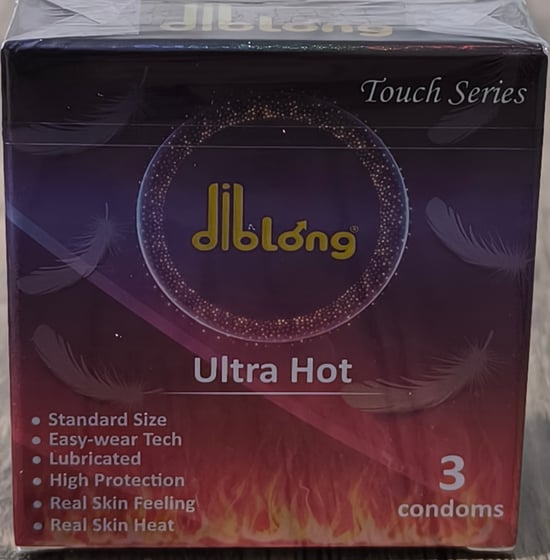 diblong
Touch Series
diblong®
Ultra Hot
• Standard Size
• Easy-wear Tech
• Lubricated
• High Protection
• Real Skin Feeling
• Real Skin Heat
3
condoms